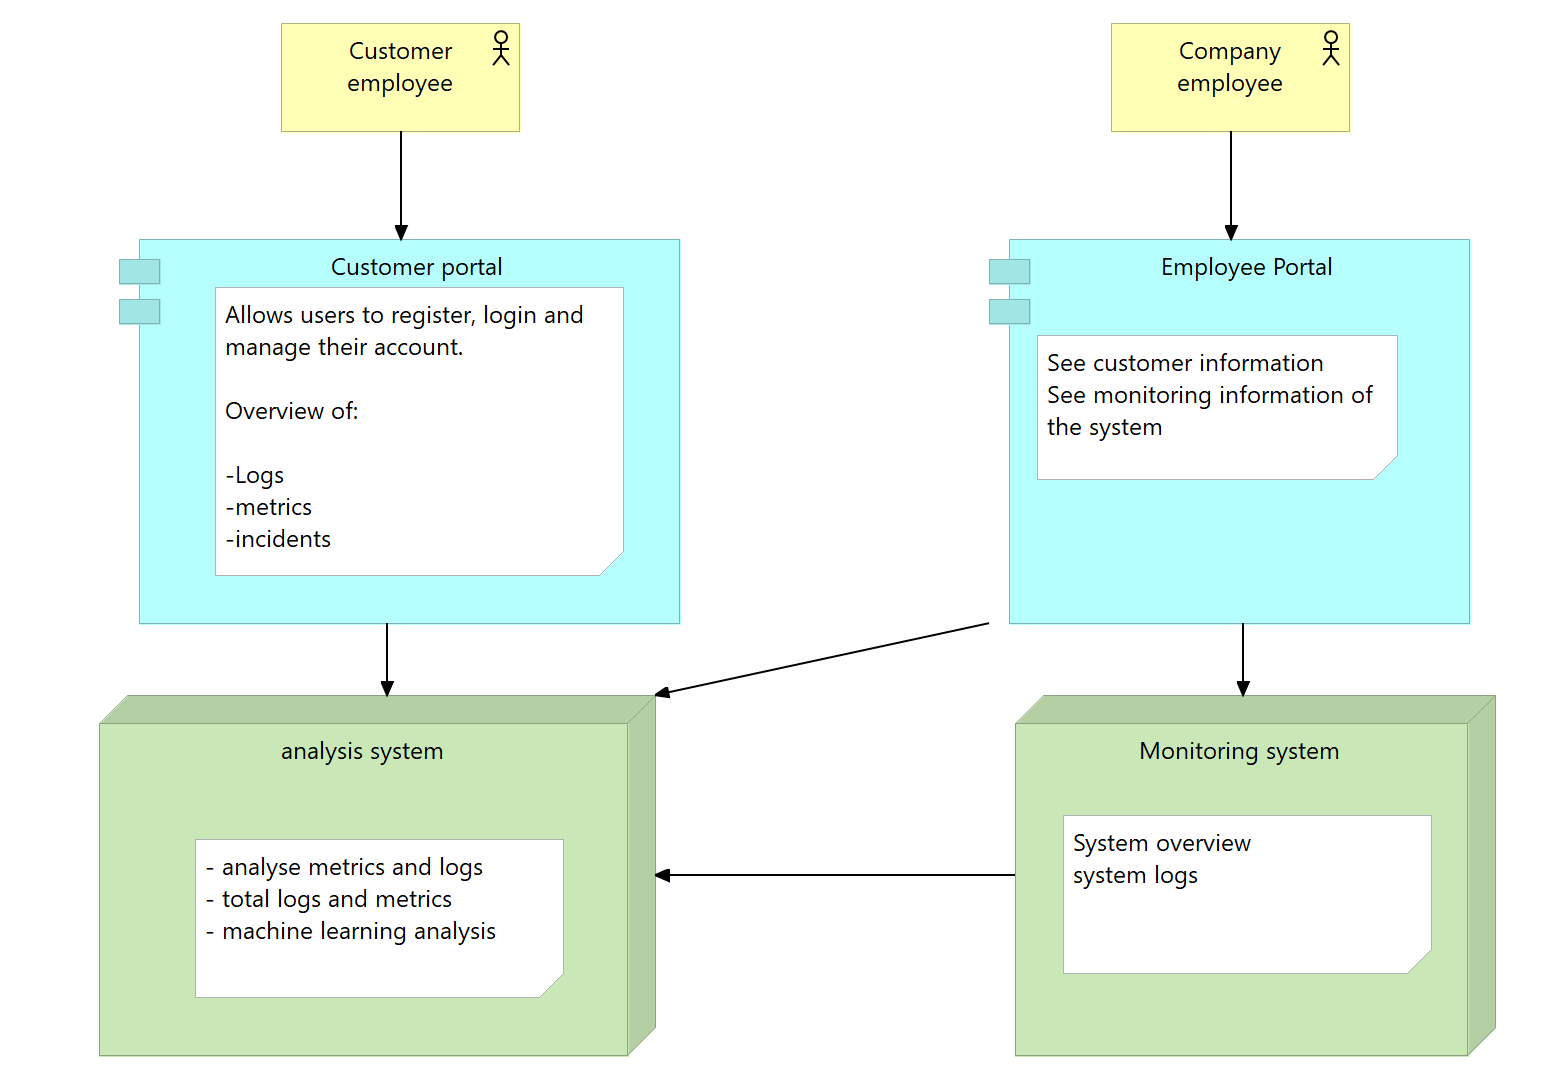 Customer
employee
Company
employee
Customer portal
Allows users to register, login and
manage their account.
Overview of:
-Logs
-metrics
-incidents
Employee Portal
See customer information
See monitoring information of
the system
analysis system
- analyse metrics and logs
- total logs and metrics
- machine learning analysis
Monitoring system
System overview
system logs